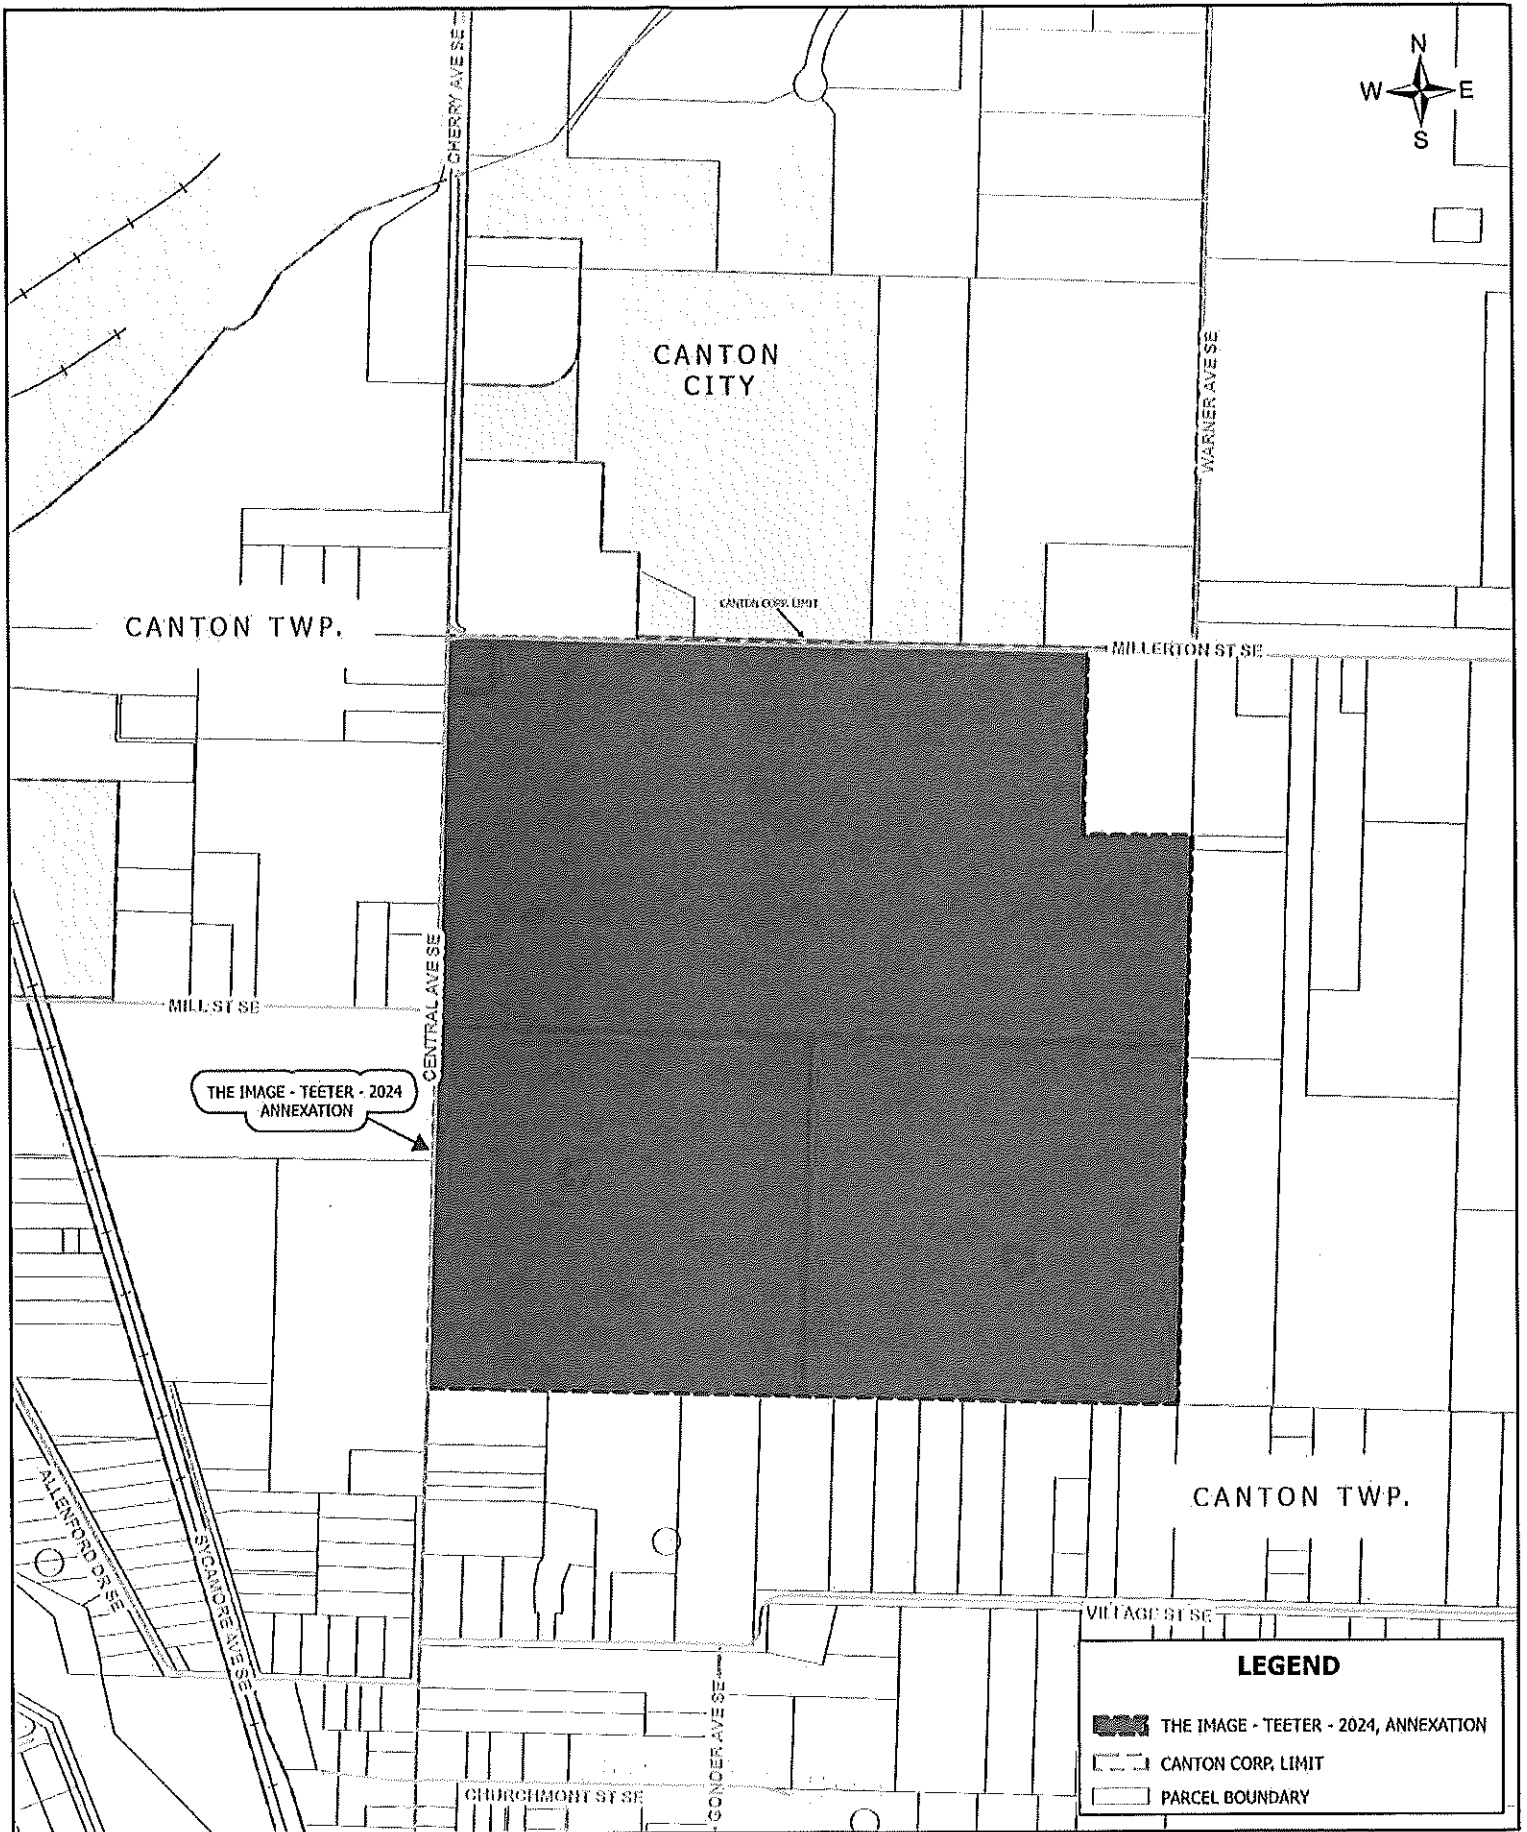 N
W E
S
CHERRY AVE SE
CANTON
CITY
WARNER AVE SE
CANTON CORP. LIMIT
CANTON TWP.
MILLERTON ST SE
CENTRAL AVE SE
MILL ST SE
THE IMAGE - TEETER - 2024
ANNEXATION
CANTON TWP.
ALLENFORD DR SE
SYCAMORE AVE SE
VILLAGE ST SE
GONDER AVE SE
CHURCHMONT ST SE
LEGEND
THE IMAGE - TEETER - 2024, ANNEXATION
CANTON CORP. LIMIT
PARCEL BOUNDARY